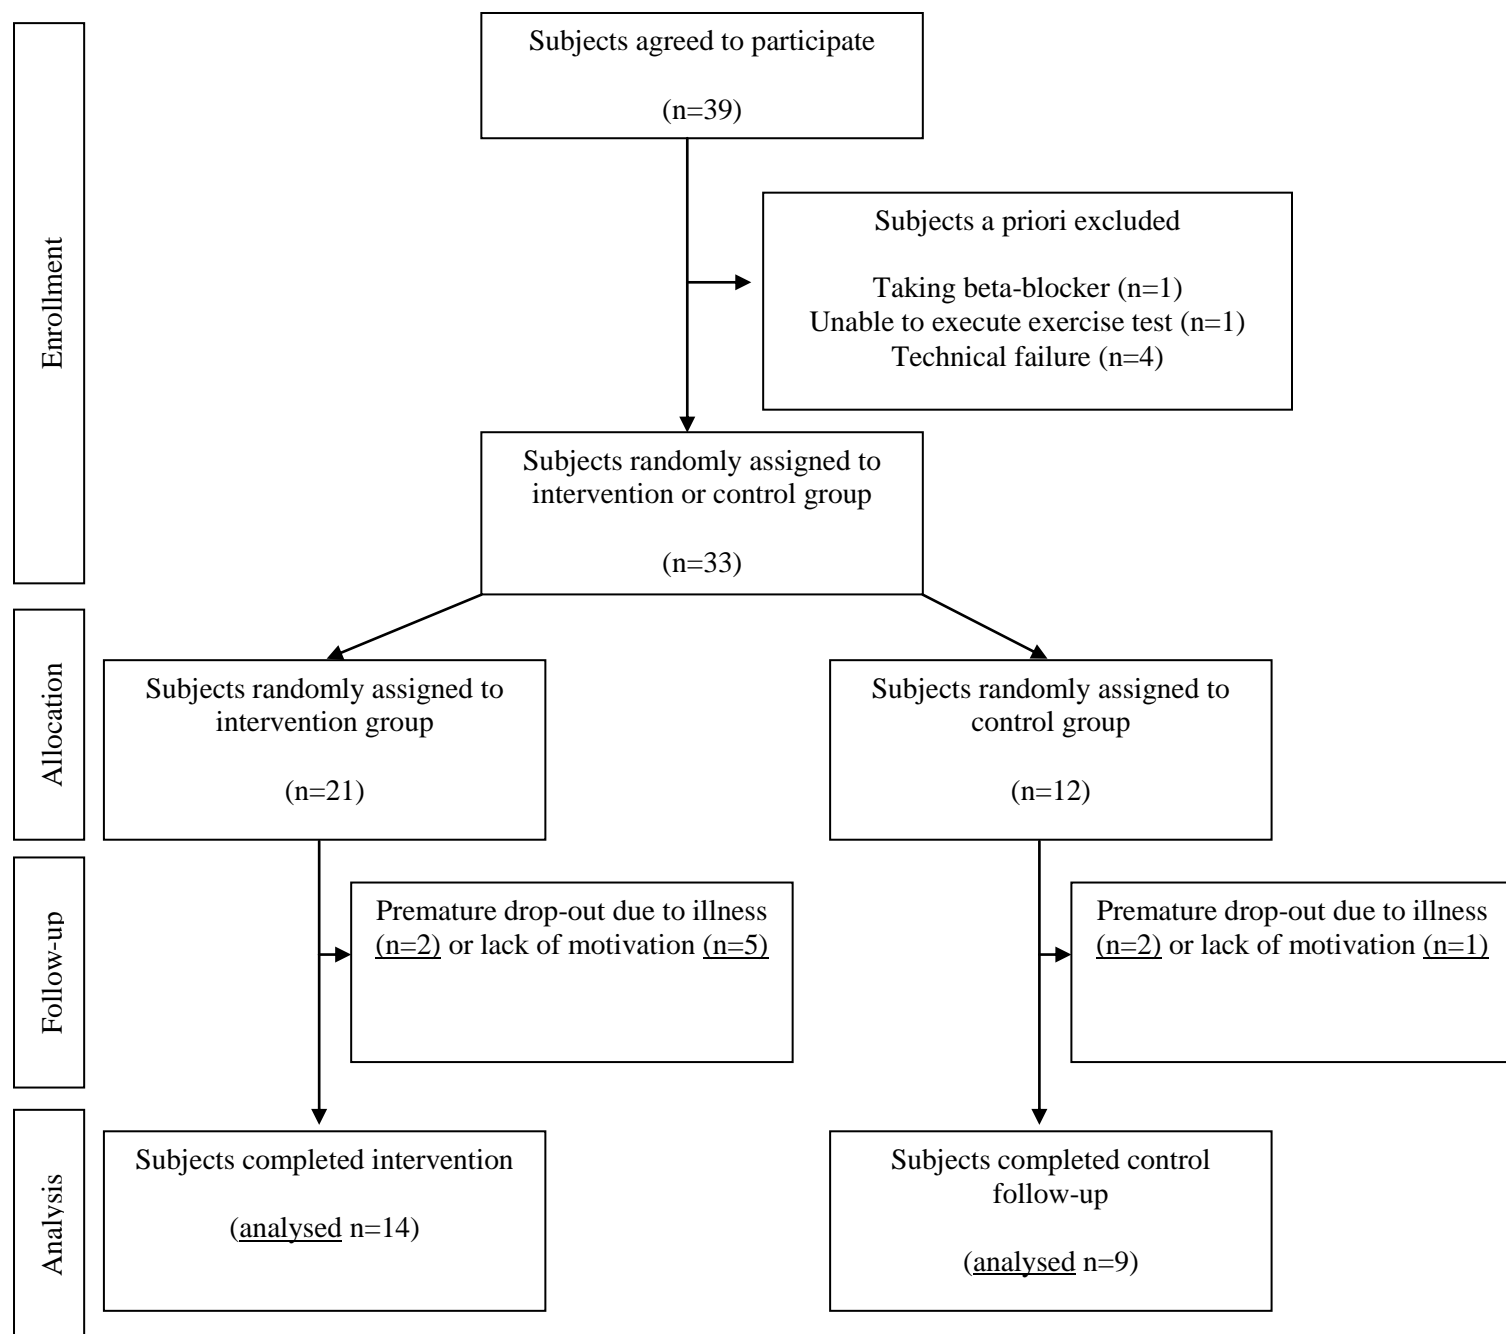 Enrollment
Subjects agreed to participate
(n=39)
Subjects a priori excluded
Taking beta-blocker (n=1)
Unable to execute exercise test (n=1)
Technical failure (n=4)
Subjects randomly assigned to
intervention or control group
(n=33)
Allocation
Subjects randomly assigned to
intervention group
(n=21)
Subjects randomly assigned to
control group
(n=12)
Follow-up
Premature drop-out due to illness
(n=2) or lack of motivation (n=5)
Premature drop-out due to illness
(n=2) or lack of motivation (n=1)
Analysis
Subjects completed intervention
(analysed n=14)
Subjects completed control
follow-up
(analysed n=9)